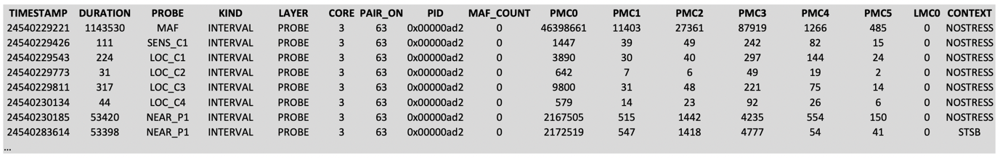 TIMESTAMP DURATION PROBE KIND LAYER CORE PAIR_ON PID MAF_COUNT PMC0 PMC1 PMC2 PMC3 PMC4 PMC5 LMC0 CONTEXT
24540229221 1143530 MAF INTERVAL PROBE 3 63 0x00000ad2 0 46398661 11403 27361 87919 1266 485 0 NOSTRESS
24540229426 111 SENS_C1 INTERVAL PROBE 3 63 0x00000ad2 0 1447 39 49 242 82 15 0 NOSTRESS
24540229543 224 LOC_C1 INTERVAL PROBE 3 63 0x00000ad2 0 3890 30 40 297 144 24 0 NOSTRESS
24540229773 31 LOC_C2 INTERVAL PROBE 3 63 0x00000ad2 0 642 7 6 49 19 2 0 NOSTRESS
24540229811 317 LOC_C3 INTERVAL PROBE 3 63 0x00000ad2 0 9800 31 48 221 75 14 0 NOSTRESS
24540230134 44 LOC_C4 INTERVAL PROBE 3 63 0x00000ad2 0 579 14 23 92 26 6 0 NOSTRESS
24540230185 53420 NEAR_P1 INTERVAL PROBE 3 63 0x00000ad2 0 2167505 515 1442 4235 554 150 0 NOSTRESS
24540283614 53398 NEAR_P1 INTERVAL PROBE 3 63 0x00000ad2 0 2172519 547 1418 4777 54 41 0 STSB
...